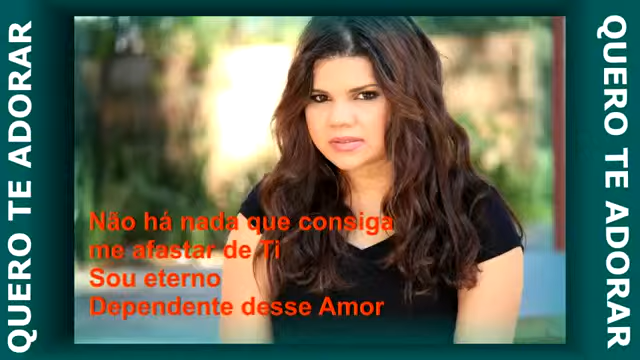 QUERO TE ADORAR
Não há nada que consiga
me afastar de Ti
Sou eterno
Dependente desse Amor
QUERO TE ADORAR